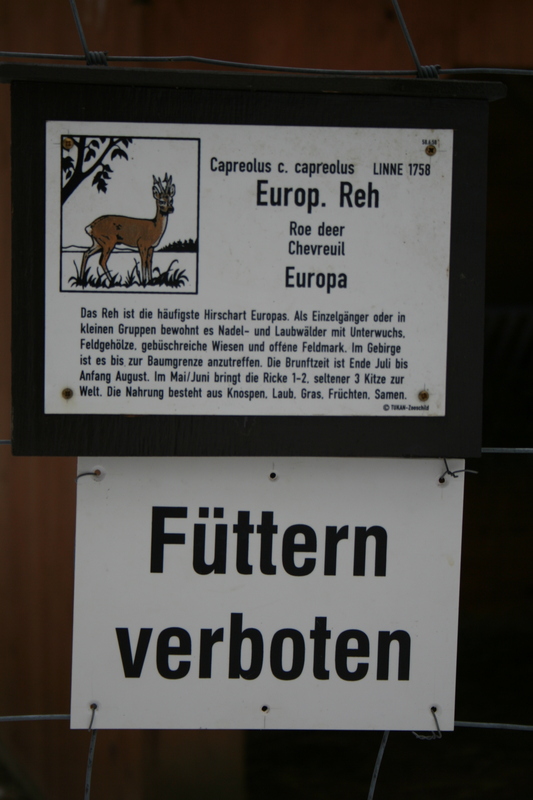 Capreolus c. capreolus LINNE 1758
Europ. Reh
Roe deer
Chevreuil
Europa
Das Reh ist die häufigste Hirschart Europas. Als Einzelgänger oder in
kleinen Gruppen bewohnt es Nadel- und Laubwälder mit Unterwuchs,
Feldgehölze, gebüschreiche Wiesen und offene Feldmark. Im Gebirge
ist es bis zur Baumgrenze anzutreffen. Die Brunftzeit ist Ende Juli bis
Anfang August. Im Mai/Juni bringt die Ricke 1-2, seltener 3 Kitze zur
Welt. Die Nahrung besteht aus Knospen, Laub, Gras, Früchten, Samen.
© TUKAN-Zooschild
Füttern
verboten